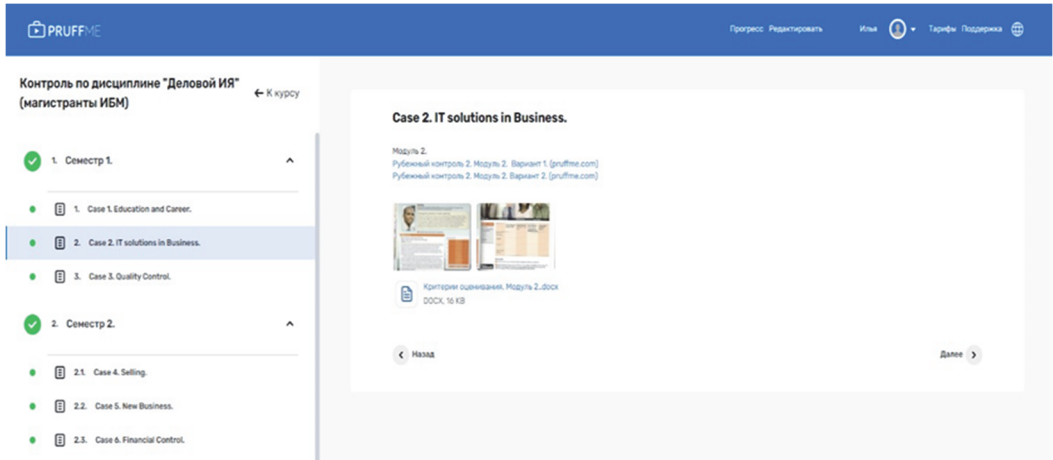 PRUFFME
Прогресс Редактировать Илья Тарифы Поддержка
Контроль по дисциплине "Деловой ИЯ"
(магистранты ИБМ)
К курсу
1. Семестр 1.
1. Case 1. Education and Career.
2. Case 2. IT solutions in Business.
3. Case 3. Quality Control.
2. Семестр 2.
2.1. Case 4. Selling.
2.2. Case 5. New Business.
2.3. Case 6. Financial Control.
Case 2. IT solutions in Business.
Модуль 2.
Рубежный контроль 2. Модуль 2. Вариант 1. (pruffme.com)
Рубежный контроль 2. Модуль 2. Вариант 2. (pruffme.com)
Критерии оценивания. Модуль 2..docx
DOCX, 16 KB
Назад
Далее